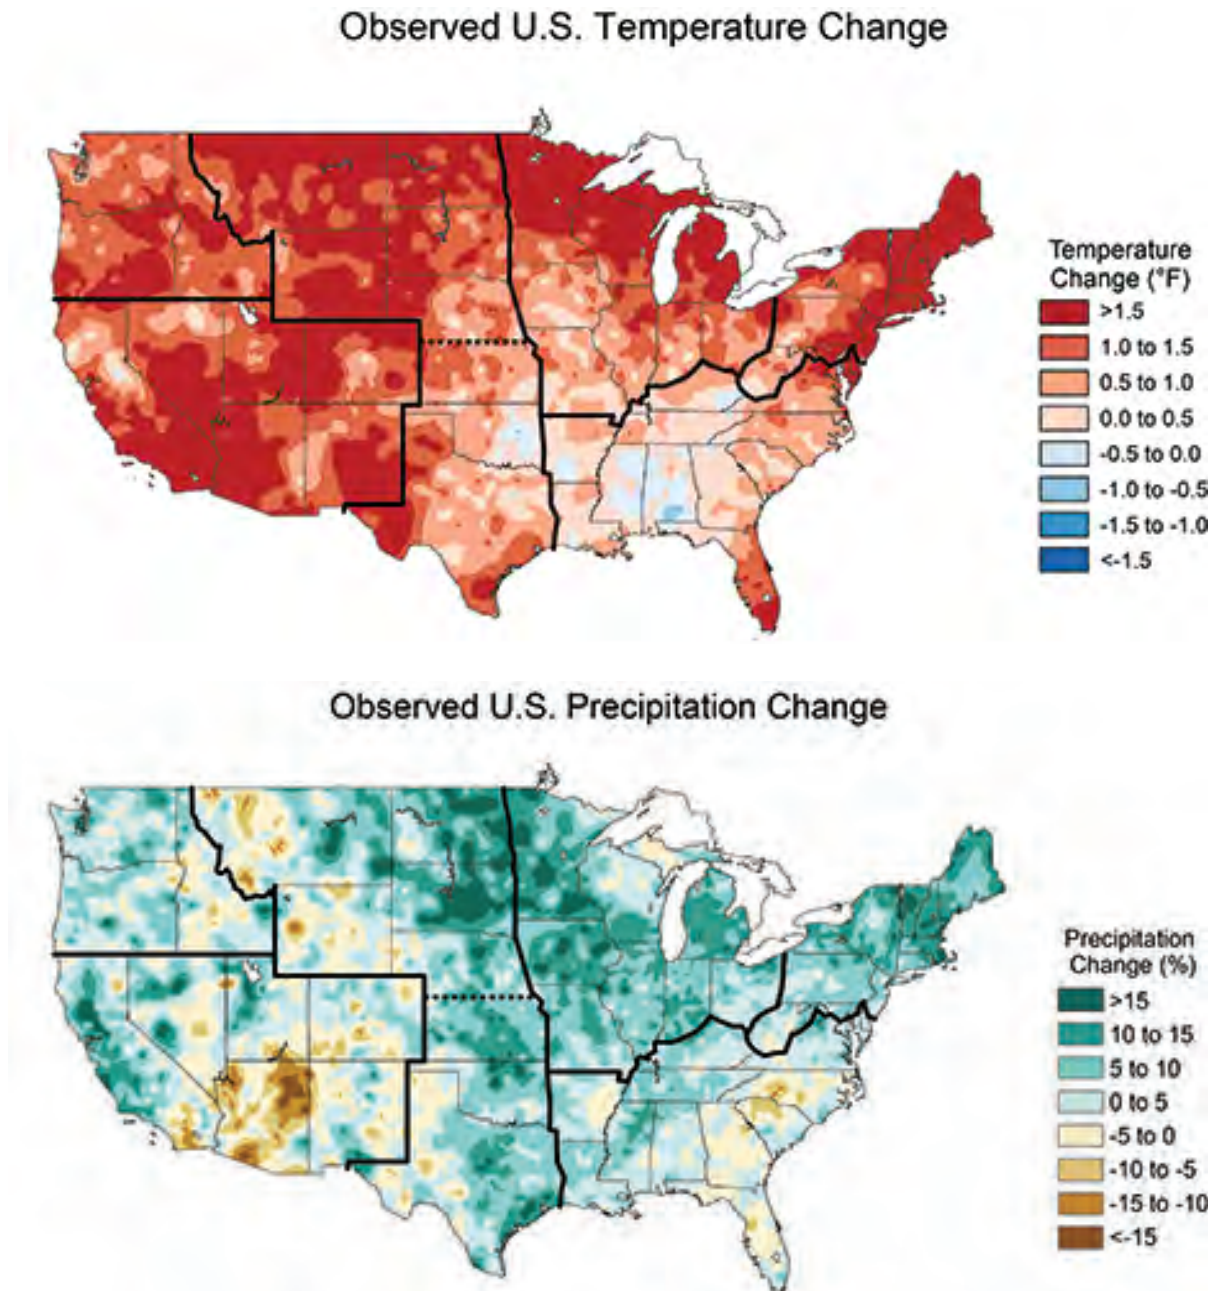 Observed U.S. Temperature Change
Temperature
Change (°F)
>1.5
1.0 to 1.5
0.5 to 1.0
0.0 to 0.5
-0.5 to 0.0
-1.0 to -0.5
-1.5 to -1.0
<-1.5
Observed U.S. Precipitation Change
Precipitation
Change (%)
>15
10 to 15
5 to 10
0 to 5
-5 to 0
-10 to -5
-15 to -10
<-15